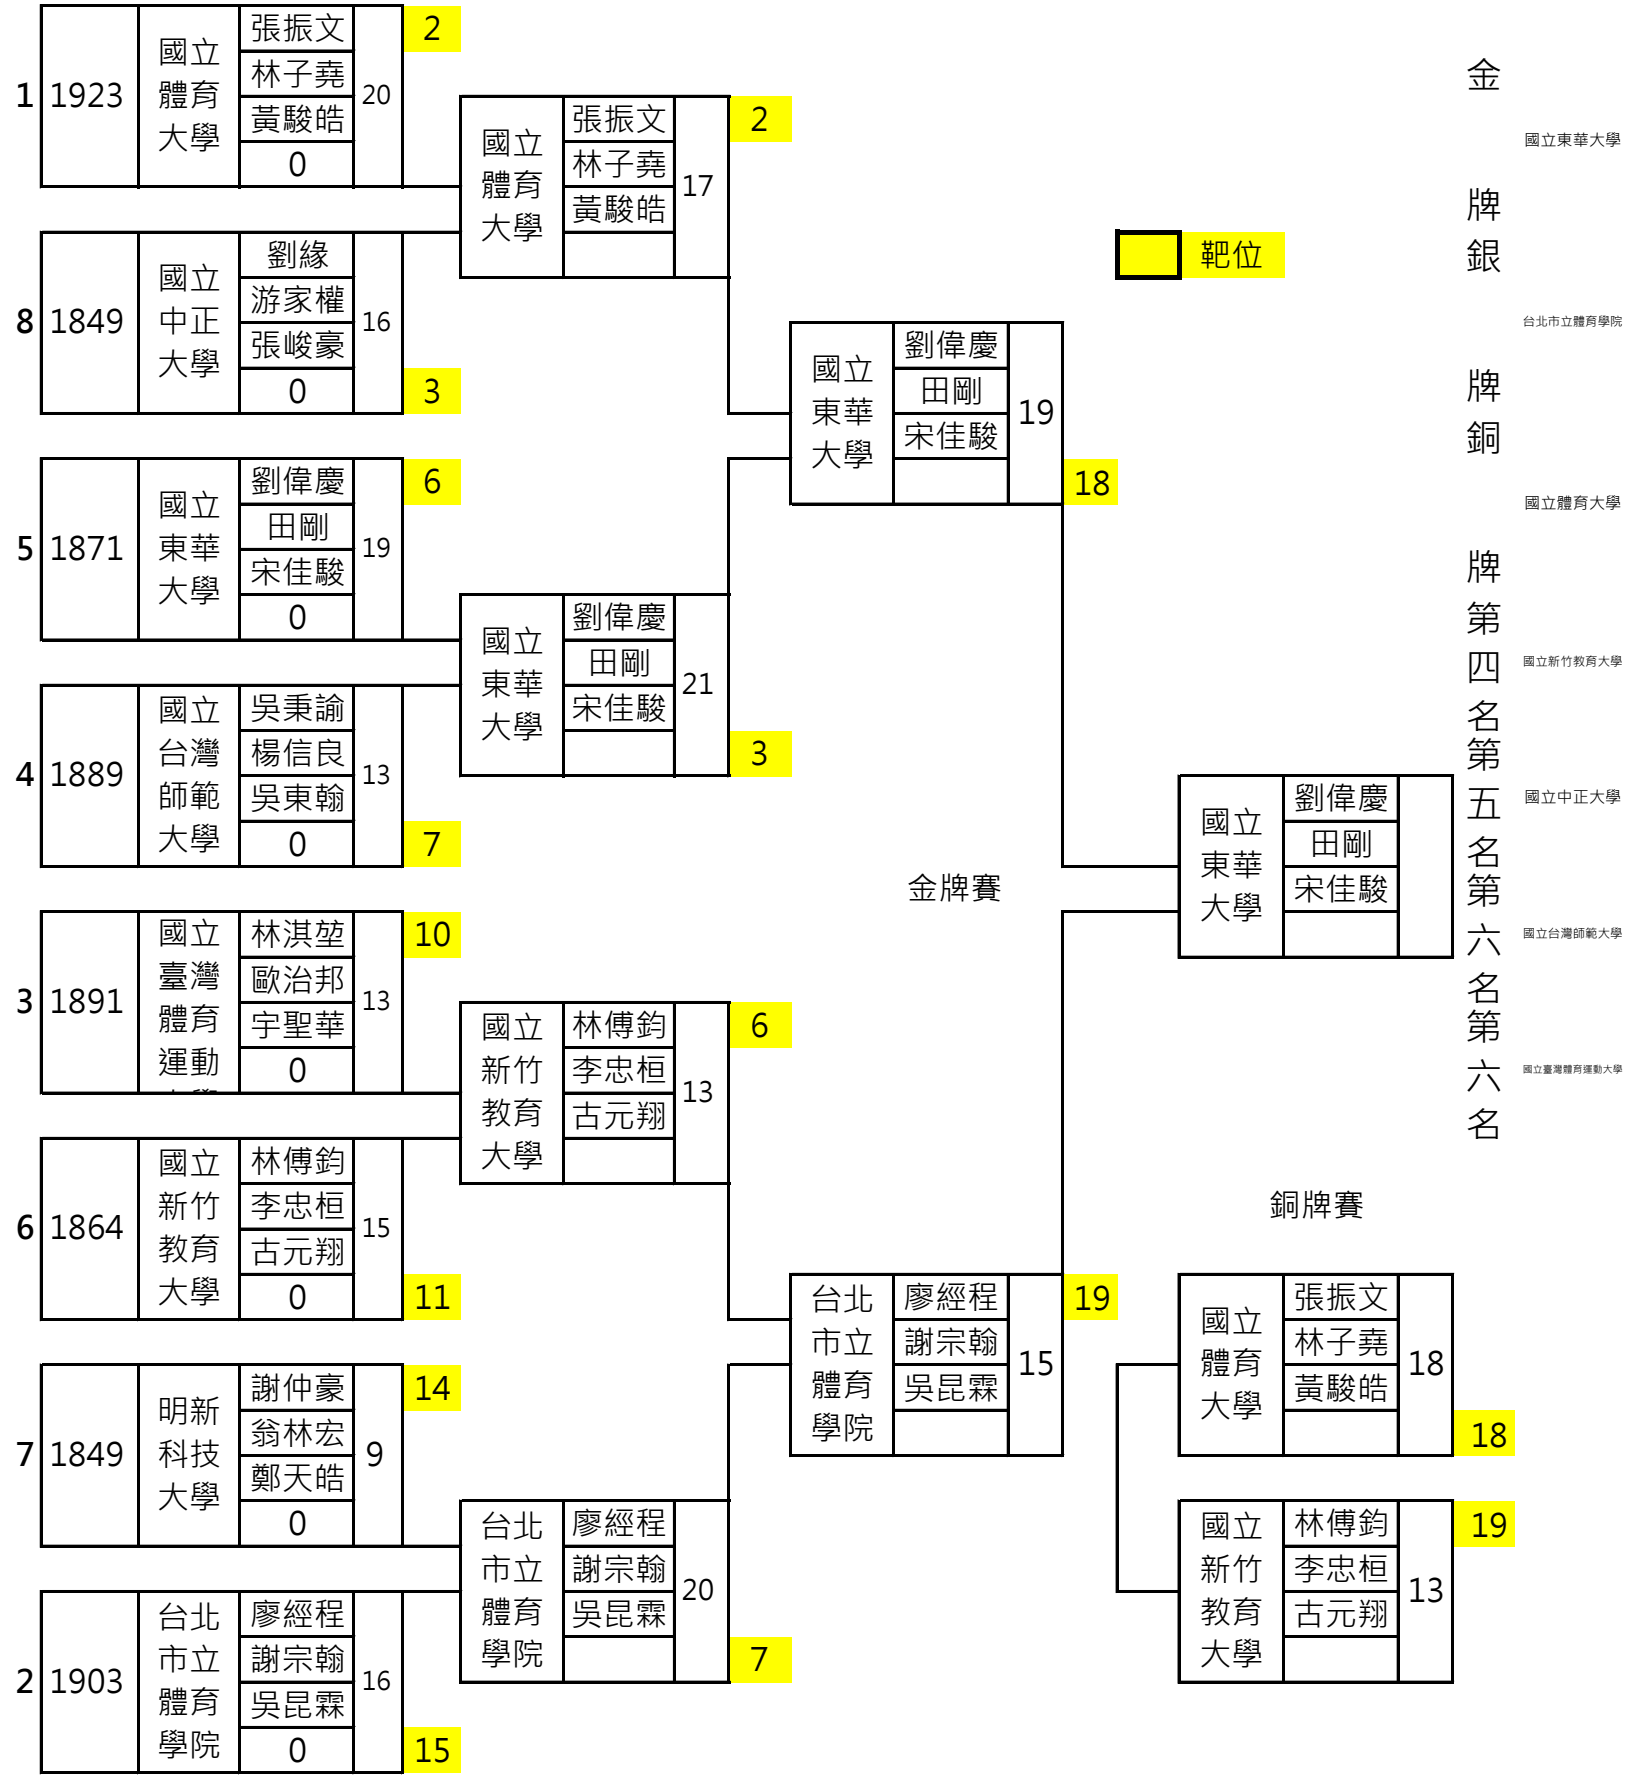 1 1923 國立體育大學 張振文 林子堯 黃駿皓 0 20 2
8 1849 國立中正大學 劉緣 游家權 張峻豪 0 16 3
5 1871 國立東華大學 劉偉慶 田剛 宋佳駿 0 19 6
4 1889 國立台灣師範大學 吳秉諭 楊信良 吳東翰 0 13 7
3 1891 國立臺灣體育運動 林淇堃 歐治邦 宇聖華 0 13 10
6 1864 國立新竹教育大學 林傅鈞 李忠桓 古元翔 0 15 11
7 1849 明新科技大學 謝仲豪 翁林宏 鄭天皓 0 9 14
2 1903 台北市立體育學院 廖經程 謝宗翰 吳昆霖 0 16 15
國立體育大學 張振文 林子堯 黃駿皓 17 2
國立東華大學 劉偉慶 田剛 宋佳駿 21 3
國立新竹教育大學 林傅鈞 李忠桓 古元翔 13 6
台北市立體育學院 廖經程 謝宗翰 吳昆霖 20 7
國立東華大學 劉偉慶 田剛 宋佳駿 19 18
台北市立體育學院 廖經程 謝宗翰 吳昆霖 15 19
金牌賽
國立東華大學 劉偉慶 田剛 宋佳駿
銅牌賽
國立體育大學 張振文 林子堯 黃駿皓 18 18
國立新竹教育大學 林傅鈞 李忠桓 古元翔 13 19
靶位
金牌 國立東華大學
銀牌 台北市立體育學院
銅牌 國立體育大學
第四名 國立新竹教育大學
第五名 國立中正大學
第六名 國立台灣師範大學
第六名 國立臺灣體育運動大學